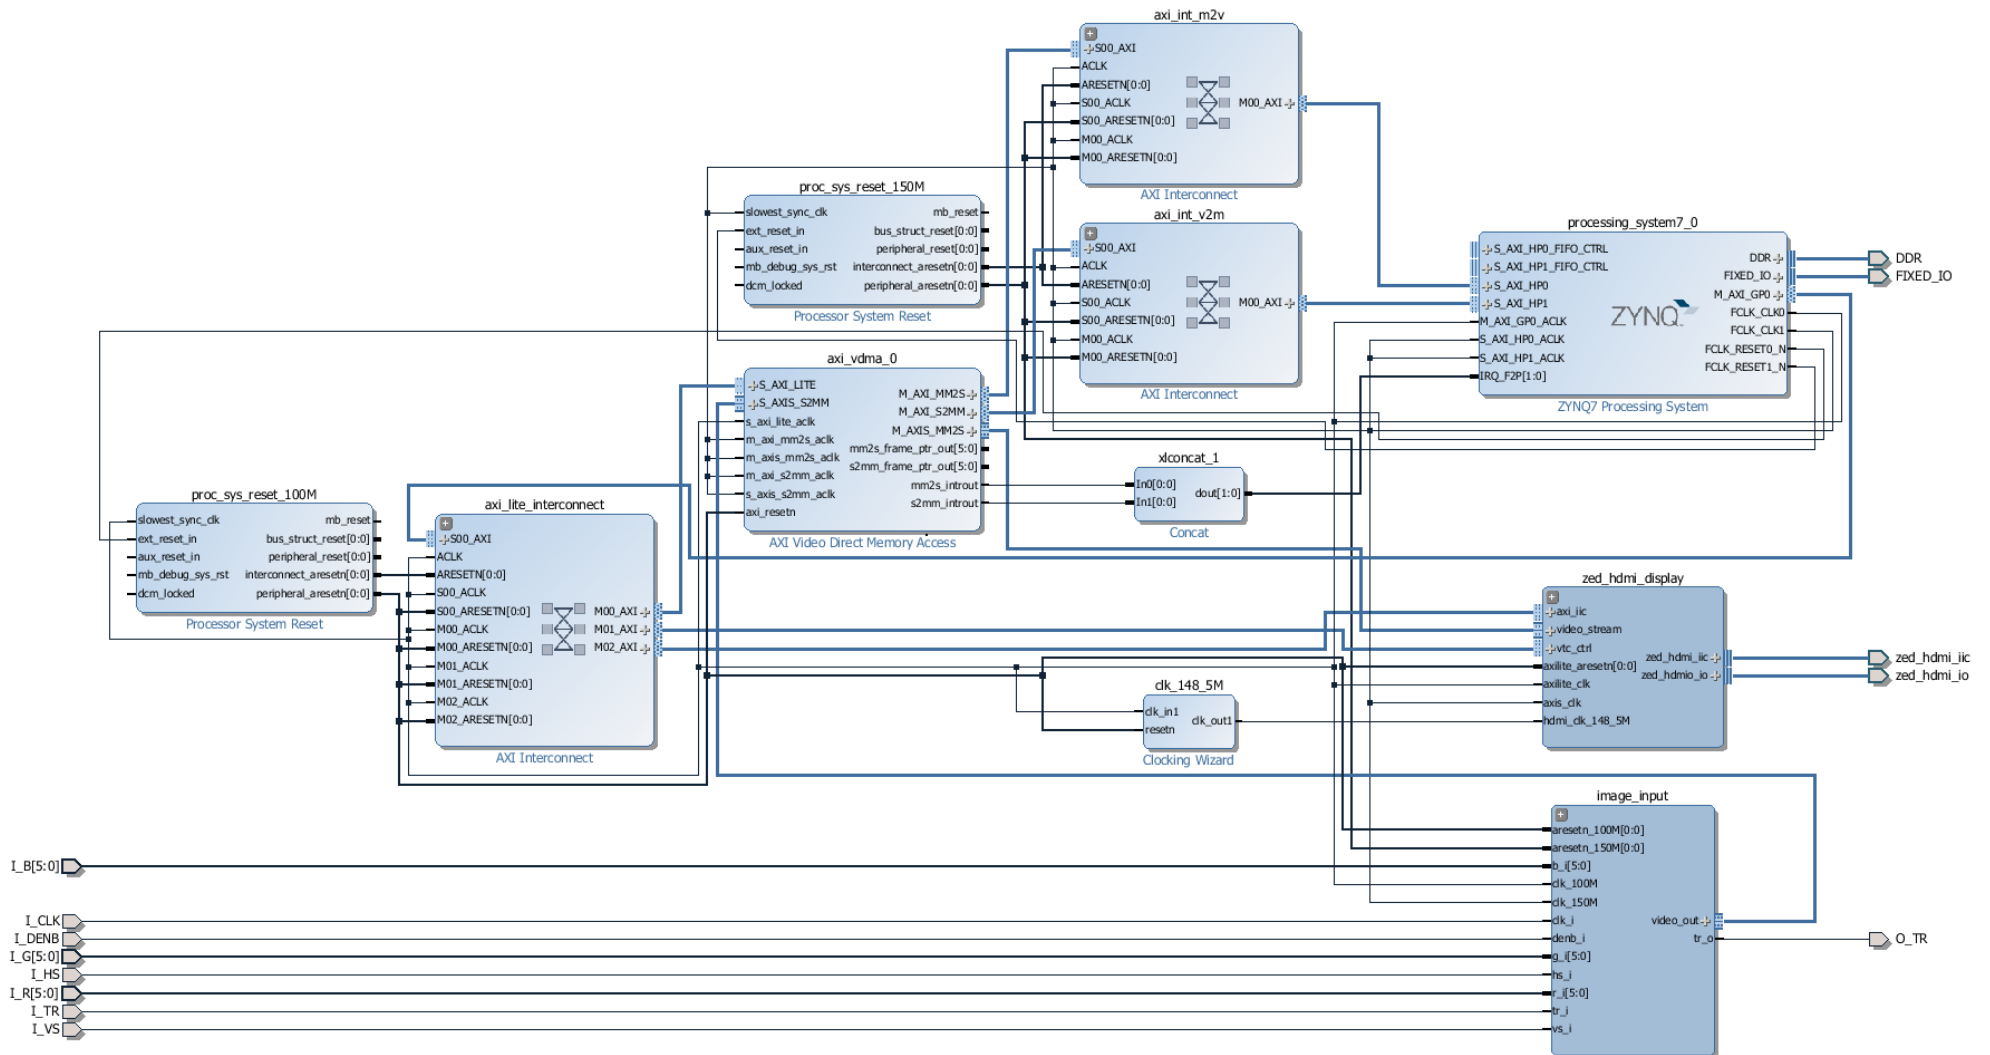 axi_int_m2v
S00_AXI
ACLK
ARESETN[0:0]
S00_ACLK
S00_ARESETN[0:0]
M00_ACLK
M00_ARESETN[0:0]
M00_AXI
AXI Interconnect
proc_sys_reset_150M
slowest_sync_clk
ext_reset_in
aux_reset_in
mb_debug_sys_rst
dcm_locked
mb_reset
bus_struct_reset[0:0]
peripheral_reset[0:0]
interconnect_aresetn[0:0]
peripheral_aresetn[0:0]
Processor System Reset
axi_int_v2m
S00_AXI
ACLK
ARESETN[0:0]
S00_ACLK
S00_ARESETN[0:0]
M00_ACLK
M00_ARESETN[0:0]
M00_AXI
AXI Interconnect
processing_system7_0
S_AXI_HP0_FIFO_CTRL
S_AXI_HP1_FIFO_CTRL
S_AXI_HP0
S_AXI_HP1
M_AXI_GP0_ACLK
S_AXI_HP0_ACLK
S_AXI_HP1_ACLK
IRQ_F2P[1:0]
ZYNQ
DDR
FIXED_IO
M_AXI_GP0
FCLK_CLK0
FCLK_CLK1
FCLK_RESET0_N
FCLK_RESET1_N
ZYNQ7 Processing System
DDR
FIXED_IO
axi_vdma_0
S_AXI_LITE
S_AXIS_S2MM
s_axi_lite_aclk
m_axi_mm2s_aclk
m_axis_mm2s_aclk
m_axi_s2mm_aclk
s_axis_s2mm_aclk
axi_resetn
M_AXI_MM2S
M_AXI_S2MM
M_AXIS_MM2S
mm2s_frame_ptr_out[5:0]
s2mm_frame_ptr_out[5:0]
mm2s_introut
s2mm_introut
AXI Video Direct Memory Access
xlconcat_1
In0[0:0]
In1[0:0]
dout[1:0]
Concat
proc_sys_reset_100M
slowest_sync_clk
ext_reset_in
aux_reset_in
mb_debug_sys_rst
dcm_locked
mb_reset
bus_struct_reset[0:0]
peripheral_reset[0:0]
interconnect_aresetn[0:0]
peripheral_aresetn[0:0]
Processor System Reset
axi_lite_interconnect
S00_AXI
ACLK
ARESETN[0:0]
S00_ACLK
S00_ARESETN[0:0]
M00_ACLK
M00_ARESETN[0:0]
M01_ACLK
M01_ARESETN[0:0]
M02_ACLK
M02_ARESETN[0:0]
M00_AXI
M01_AXI
M02_AXI
AXI Interconnect
zed_hdmi_display
axi_iic
video_stream
vtc_ctrl
axilite_aresetn[0:0]
axilite_clk
axis_clk
hdmi_clk_148_5M
zed_hdmi_iic
zed_hdmio_io
zed_hdmi_iic
zed_hdmi_io
clk_148_5M
clk_in1
resetn
clk_out1
Clocking Wizard
image_input
aresetn_100M[0:0]
aresetn_150M[0:0]
b_i[5:0]
clk_100M
clk_150M
clk_i
denb_i
g_i[5:0]
hs_i
r_i[5:0]
tr_i
vs_i
video_out
tr_o
O_TR
I_B[5:0]
I_CLK
I_DENB
I_G[5:0]
I_HS
I_R[5:0]
I_TR
I_VS